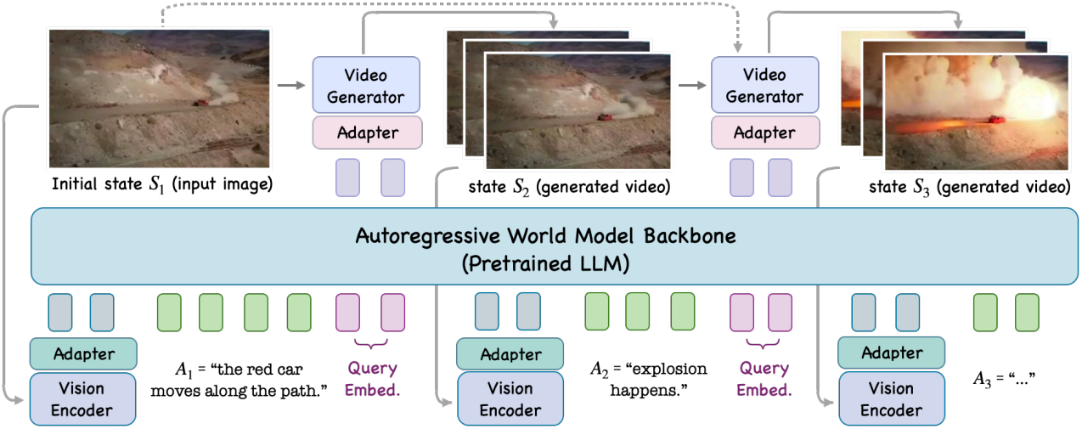 Video
Generator
Adapter
Video
Generator
Adapter
Initial state S₁ (input image)
state S₂ (generated video)
state S₃ (generated video)
Autoregressive World Model Backbone
(Pretrained LLM)
Adapter
Vision
Encoder
A₁ = “the red car
moves along the path.”
Query
Embed.
Adapter
Vision
Encoder
A₂ = “explosion
happens.”
Query
Embed.
Adapter
Vision
Encoder
A₃ = “...”